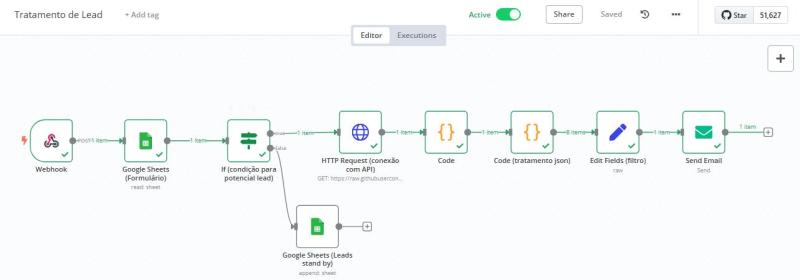 Tratamento de Lead
+ Add tag
Active
Share
Saved
Star
51,627
Editor
Executions
POST
1 item
1 item
true
1 item
false
1 item
1 item
8 items
1 item
1 item
Webhook
Google Sheets
(Formulário)
read: sheet
If (condição para
potencial lead)
HTTP Request (conexão
com API)
GET: https://raw.githubusercon...
Code
Code (tratamento json)
Edit Fields (filtro)
raw
Send Email
Send
Google Sheets (Leads
stand by)
append: sheet